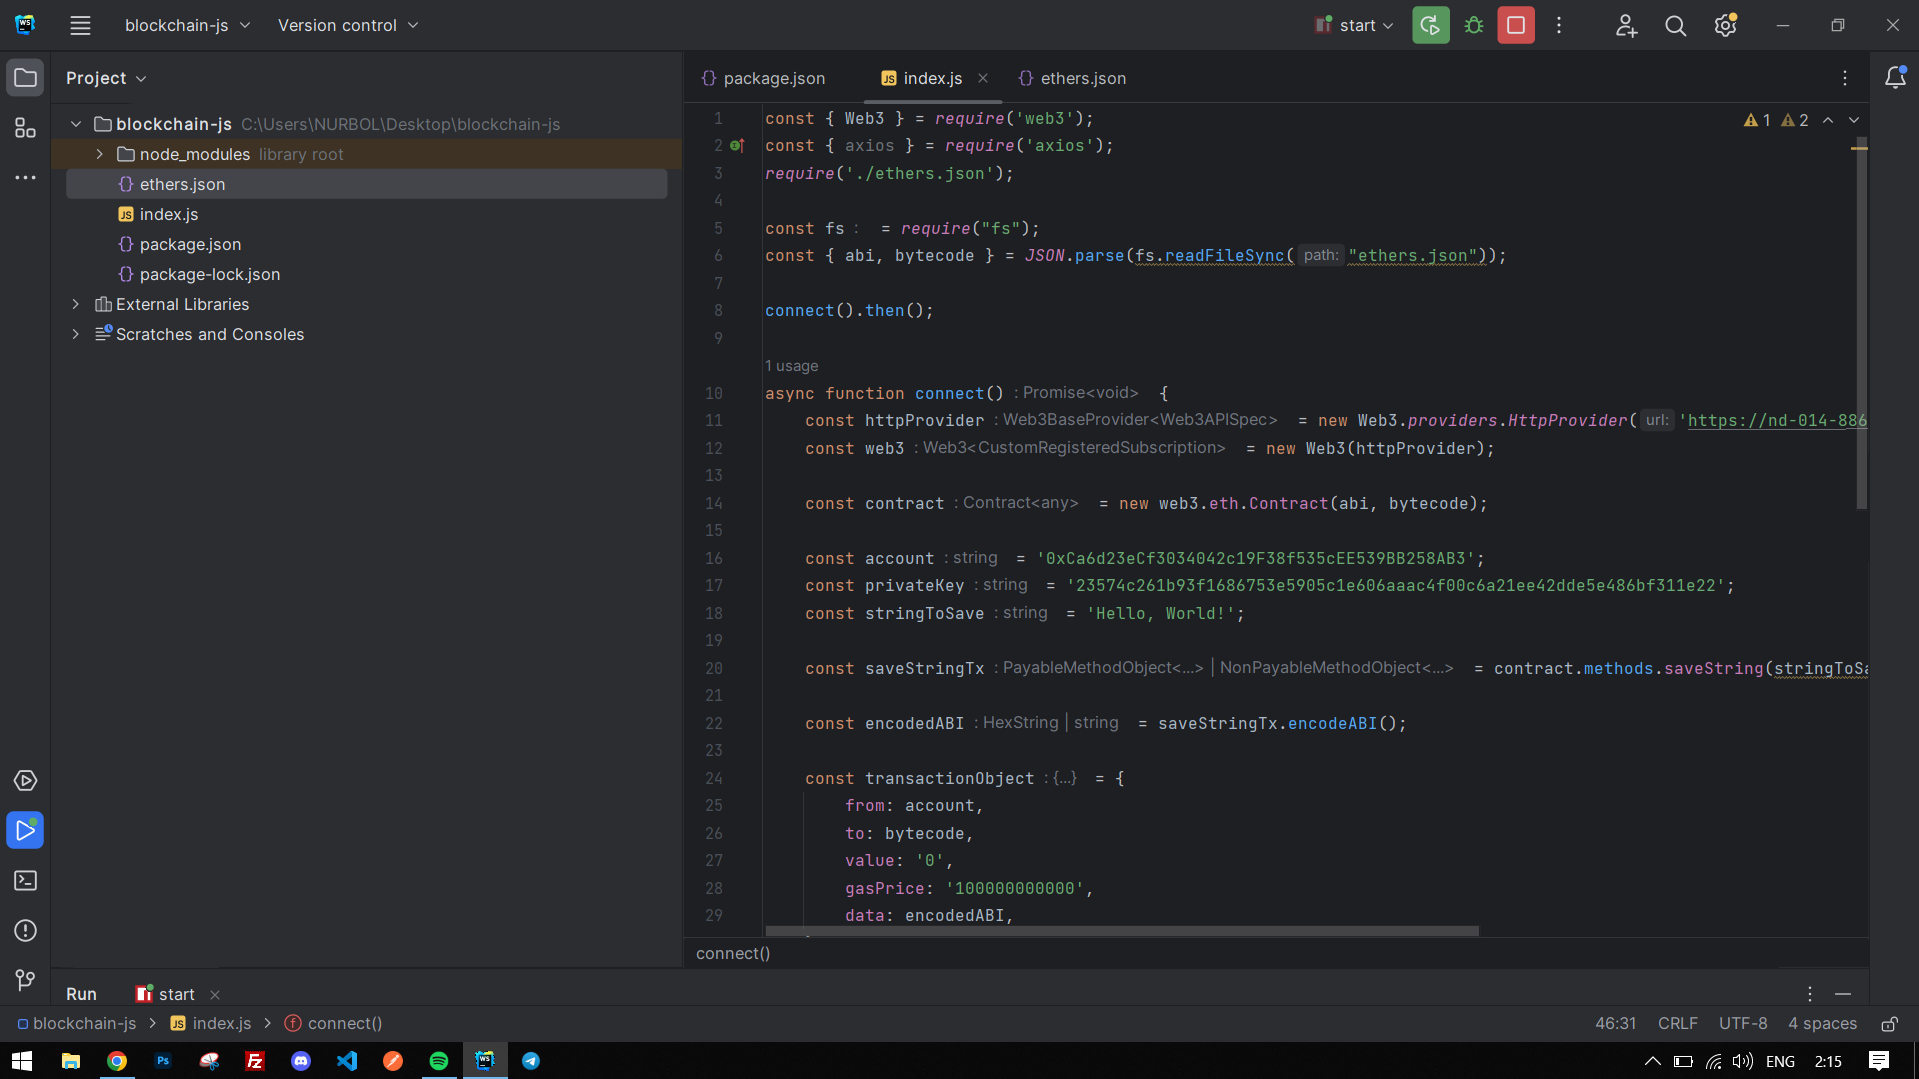 blockchain-js Version control start
Project
package.json index.js ethers.json
blockchain-js C:\Users\NURBOL\Desktop\blockchain-js
node_modules library root
ethers.json
index.js
package.json
package-lock.json
External Libraries
Scratches and Consoles
1 const { Web3 } = require('web3');
2 const { axios } = require('axios');
3 require('./ethers.json');
4
5 const fs : = require("fs");
6 const { abi, bytecode } = JSON.parse(fs.readFileSync( path: "ethers.json"));
7
8 connect().then();
9
1 usage
10 async function connect() : Promise<void> {
11 const httpProvider : Web3BaseProvider<Web3APISpec> = new Web3.providers.HttpProvider( url: 'https://nd-014-886
12 const web3 : Web3<CustomRegisteredSubscription> = new Web3(httpProvider);
13
14 const contract : Contract<any> = new web3.eth.Contract(abi, bytecode);
15
16 const account : string = '0xCa6d23eCf3034042c19F38f535cEE539BB258AB3';
17 const privateKey : string = '23574c261b93f1686753e5905c1e606aaac4f00c6a21ee42dde5e486bf311e22';
18 const stringToSave : string = 'Hello, World!';
19
20 const saveStringTx : PayableMethodObject<...> | NonPayableMethodObject<...> = contract.methods.saveString(stringToSa
21
22 const encodedABI : HexString | string = saveStringTx.encodeABI();
23
24 const transactionObject : {...} = {
25 from: account,
26 to: bytecode,
27 value: '0',
28 gasPrice: '100000000000',
29 data: encodedABI,
1 2
connect()
Run start
blockchain-js index.js connect()
46:31 CRLF UTF-8 4 spaces
ENG 2:15